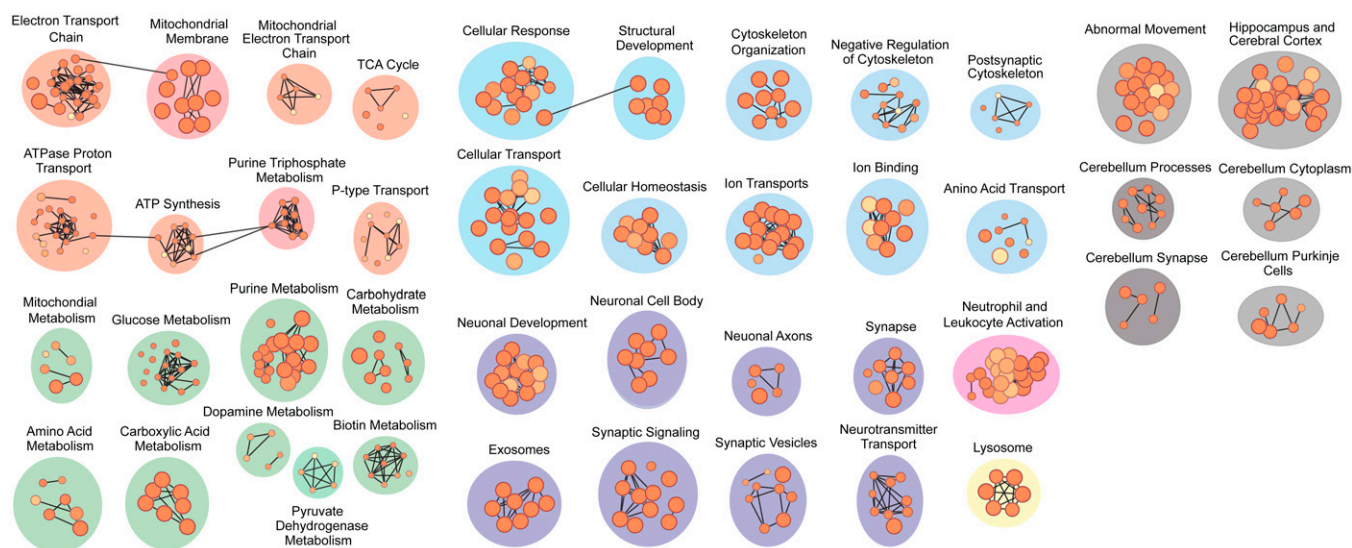 Electron Transport
Chain
Mitochondrial
Membrane
Mitochondrial
Electron Transport
Chain
TCA Cycle
Cellular Response
Structural
Development
Cytoskeleton
Organization
Negative Regulation
of Cytoskeleton
Postsynaptic
Cytoskeleton
Abnormal Movement
Hippocampus and
Cerebral Cortex
ATPase Proton
Transport
ATP Synthesis
Purine Triphosphate
Metabolism
P-type Transport
Cellular Transport
Cellular Homeostasis
Ion Transports
Ion Binding
Anino Acid Transport
Cerebellum Processes
Cerebellum Cytoplasm
Cerebellum Synapse
Cerebellum Purkinje
Cells
Mitochondial
Metabolism
Glucose Metabolism
Purine Metabolism
Carbohydrate
Metabolism
Neuonal Development
Neuronal Cell Body
Neuonal Axons
Synapse
Neutrophil and
Leukocyte Activation
Amino Acid
Metabolism
Carboxylic Acid
Metabolism
Dopamine Metabolism
Biotin Metabolism
Pyruvate
Dehydrogenase
Metabolism
Exosomes
Synaptic Signaling
Synaptic Vesicles
Neurotransmitter
Transport
Lysosome